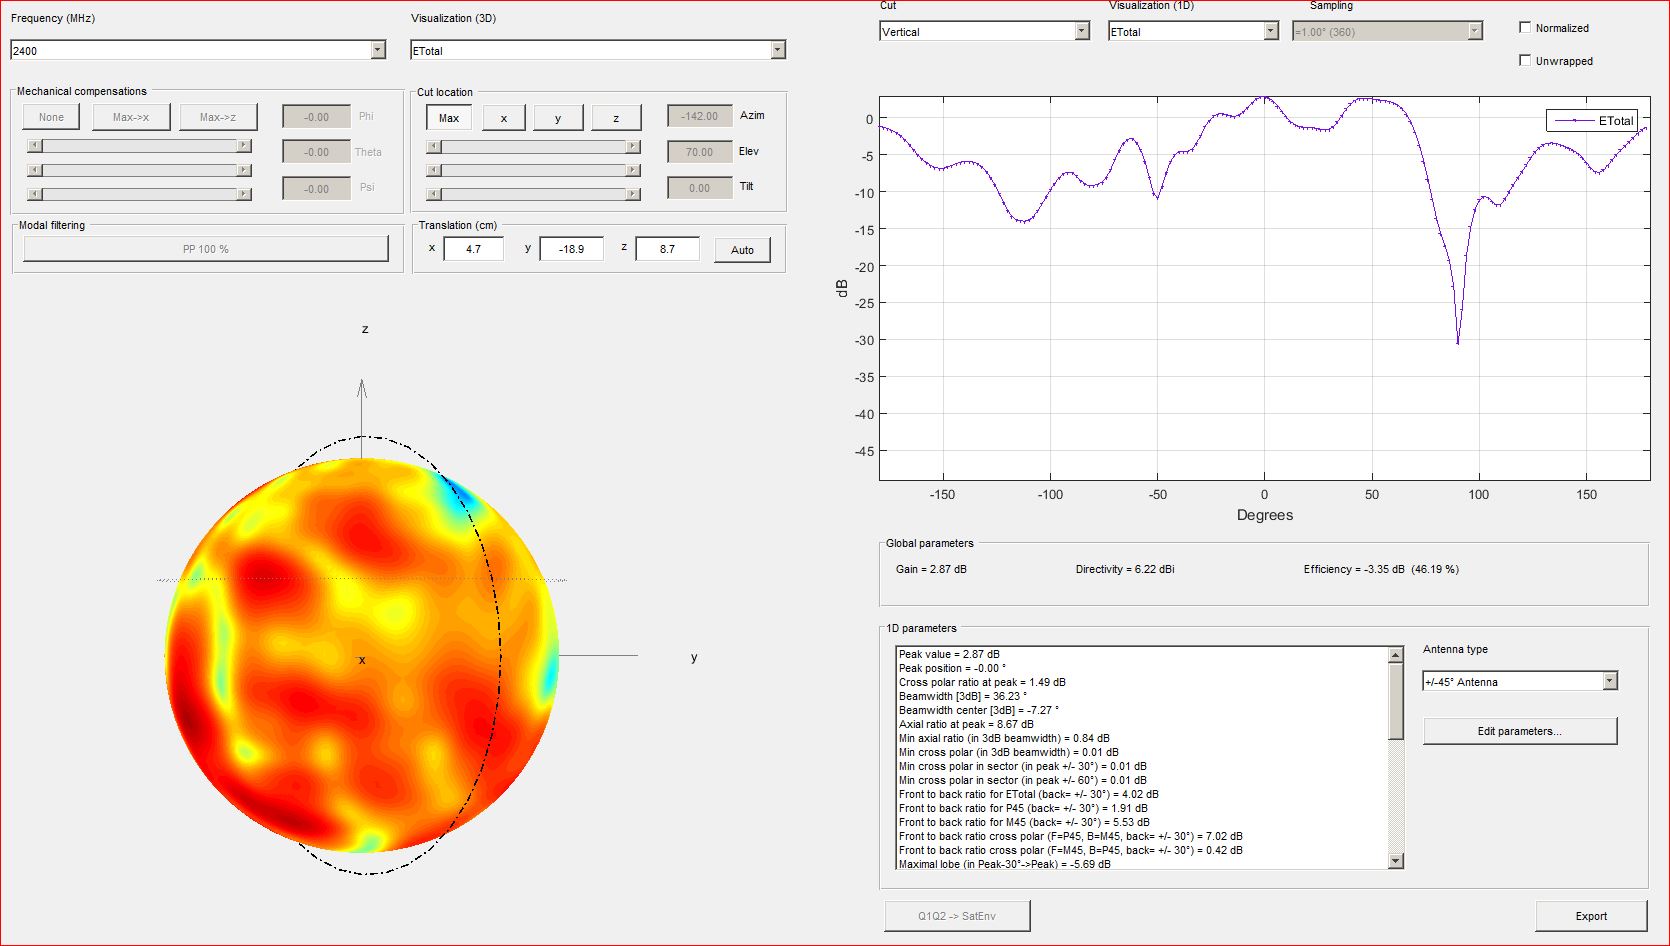 Frequency (MHz)
2400
Visualization (3D)
ETotal
Mechanical compensations
None Max->x Max->z
-0.00 Phi
-0.00 Theta
-0.00 Psi
Cut location
Max x y z
-142.00 Azim
70.00 Elev
0.00 Tilt
Modal filtering
PP 100 %
Translation (cm)
x 4.7 y -18.9 z 8.7 Auto
z
x
y
Cut
Vertical
Visualization (1D)
ETotal
Sampling
=1.00° (360)
Normalized
Unwrapped
ETotal
0
-5
-10
-15
-20
-25
-30
-35
-40
-45
dB
-150 -100 -50 0 50 100 150
Degrees
Global parameters
Gain = 2.87 dB Directivity = 6.22 dBi Efficiency = -3.35 dB (46.19 %)
1D parameters
Peak value = 2.87 dB
Peak position = -0.00 °
Cross polar ratio at peak = 1.49 dB
Beamwidth [3dB] = 36.23 °
Beamwidth center [3dB] = -7.27 °
Axial ratio at peak = 8.67 dB
Min axial ratio (in 3dB beamwidth) = 0.84 dB
Min cross polar (in 3dB beamwidth) = 0.01 dB
Min cross polar in sector (in peak +/- 30°) = 0.01 dB
Min cross polar in sector (in peak +/- 60°) = 0.01 dB
Front to back ratio for ETotal (back= +/- 30°) = 4.02 dB
Front to back ratio for P45 (back= +/- 30°) = 1.91 dB
Front to back ratio for M45 (back= +/- 30°) = 5.53 dB
Front to back ratio cross polar (F=P45, B=M45, back= +/- 30°) = 7.02 dB
Front to back ratio cross polar (F=M45, B=P45, back= +/- 30°) = 0.42 dB
Maximal lobe (in Peak-30°->Peak) = -5.69 dB
Antenna type
+/-45° Antenna
Edit parameters...
Q1Q2 -> SatEnv
Export